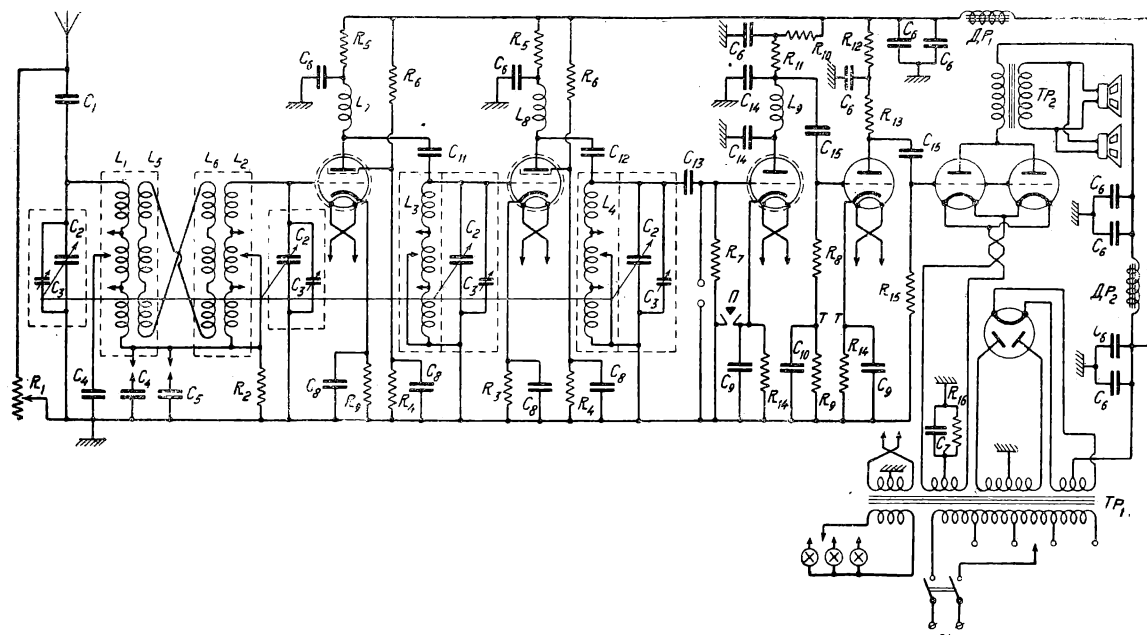 R₅ R₆ C₆ L₇
R₅ R₆ C₆ L₈
C₆ R₁₀ R₁₁ C₁₄ L₉ C₁₄ C₁₅
R₁₂ C₆ R₁₃ C₁₅
C₆ C₆ ДР₁
ТР₂
C₁
L₁ L₅ L₆ L₂
C₂ C₃
C₂ C₃
C₁₁ L₃ C₂ C₃
C₁₂ L₄ C₂ C₃
C₁₃
R₇ П R₈ T T R₁₅
C₆ C₆ ДР₂
C₆ C₆
R₁ C₄ C₄ C₅ R₂
C₈ R₉ R₄ C₈
R₃ C₈ R₄ C₈
C₉ R₁₄ C₁₀ R₉ R₁₄ C₉
R₁₆ C₇
ТР₁